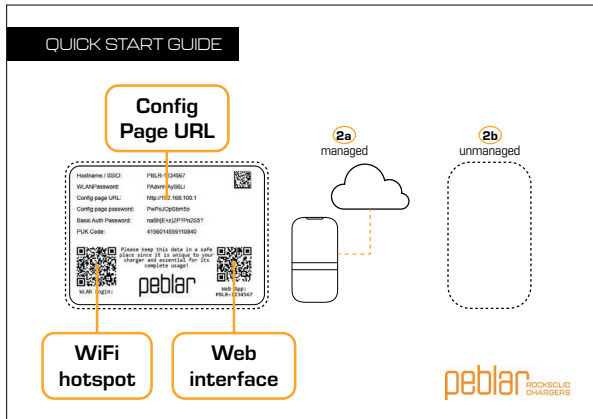 QUICK START GUIDE
Config
Page URL
2a
managed
2b
unmanaged
Hostname / SSID: PBLR-1234567
WLANPassword:
Config page URL: http://192.168.100.1
Config page password: PwPoJOpSbm5o
Basic Auth Password:
PUK Code: 4156014559110840
Please keep this data in a safe
place since it is unique to your
charger and essential for its
complete usage!
WLAN Login:
peblar
Web App:
PBLR-1234567
WiFi
hotspot
Web
interface
peblar ROCKSOLID
CHARGERS